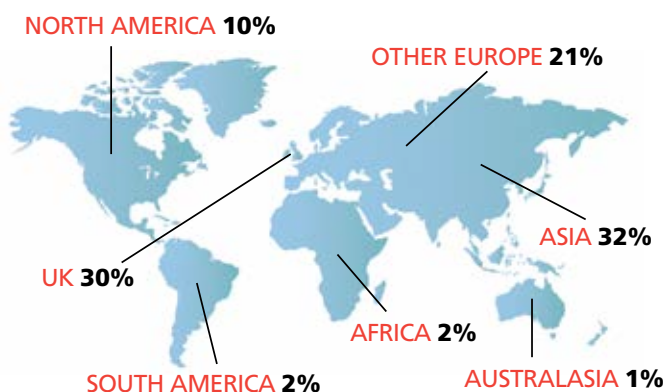 NORTH AMERICA 10%
OTHER EUROPE 21%
ASIA 32%
UK 30%
AFRICA 2%
SOUTH AMERICA 2%
AUSTRALASIA 1%